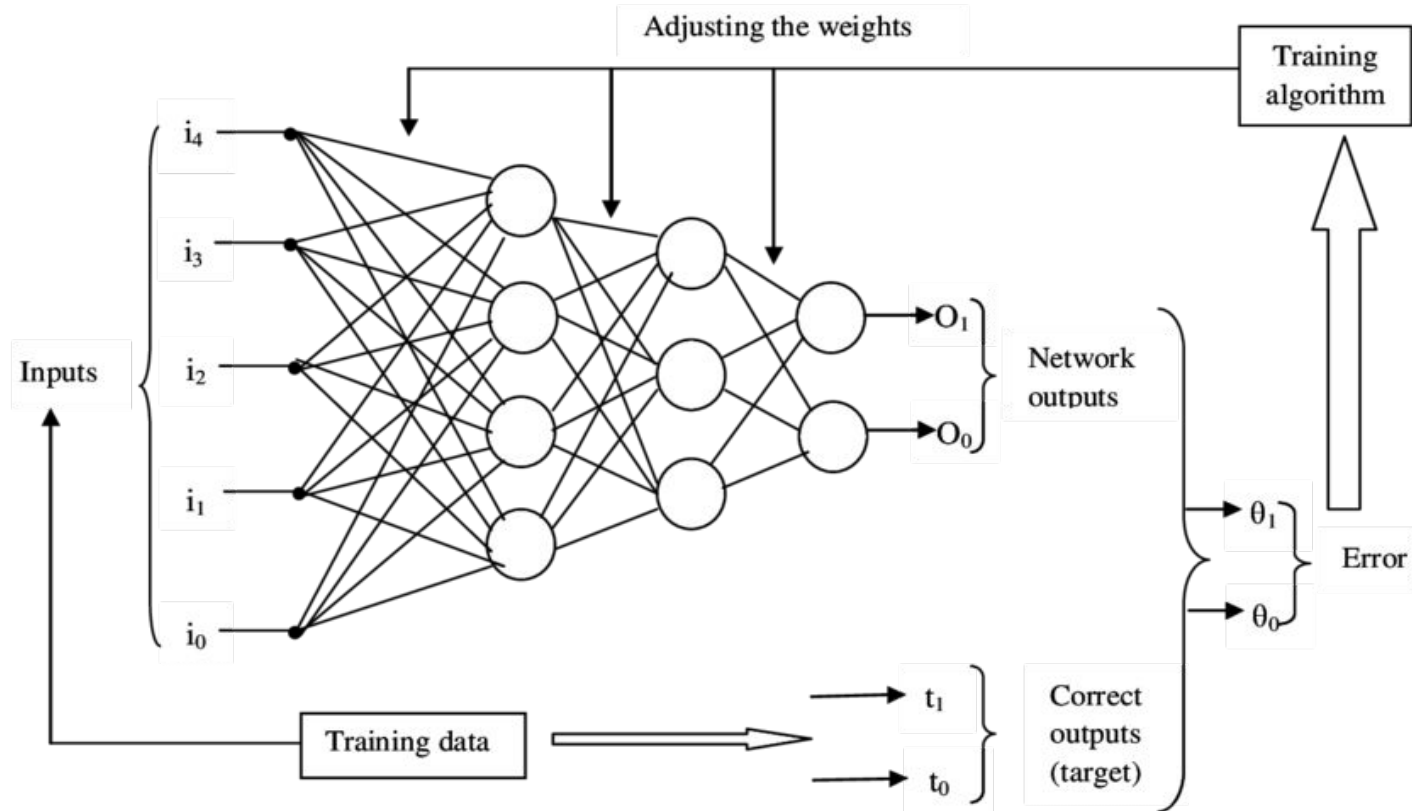 Adjusting the weights
Training
algorithm
i₄
i₃
i₂
i₁
i₀
Inputs
O₁
O₀
Network
outputs
θ₁
θ₀
Error
t₁
t₀
Correct
outputs
(target)
Training data